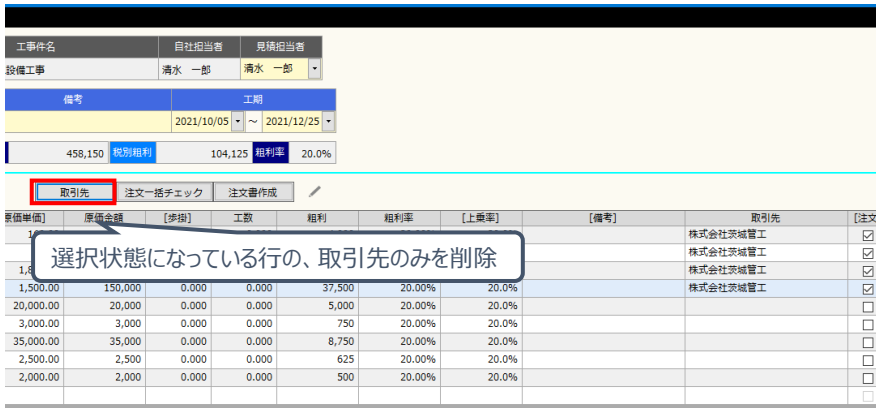 工事件名 自社担当者 見積担当者
設備工事 清水 一郎 清水 一郎
備考 工期
2021/10/05 ~ 2021/12/25
458,150 税別粗利 104,125 粗利率 20.0%
取引先 注文一括チェック 注文書作成
原価単価] 原価金額 [歩掛] 工数 粗利 粗利率 [上乗率] [備考] 取引先 [注文
株式会社茨城管工
選択状態になっている行の、取引先のみを削除
株式会社茨城管工
株式会社茨城管工
1,500.00 150,000 0.000 0.000 37,500 20.00% 20.0% 株式会社茨城管工
20,000.00 20,000 0.000 0.000 5,000 20.00% 20.0%
3,000.00 3,000 0.000 0.000 750 20.00% 20.0%
35,000.00 35,000 0.000 0.000 8,750 20.00% 20.0%
2,500.00 2,500 0.000 0.000 625 20.00% 20.0%
2,000.00 2,000 0.000 0.000 500 20.00% 20.0%